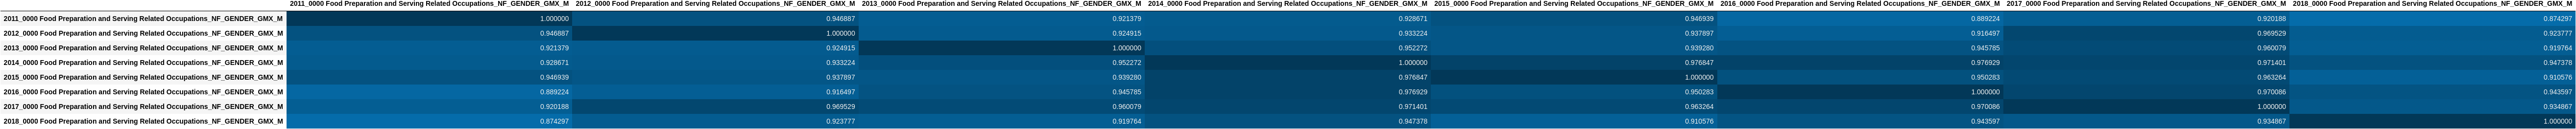 2011_0000 Food Preparation and Serving Related Occupations_NF_GENDER_GMX_M 2012_0000 Food Preparation and Serving Related Occupations_NF_GENDER_GMX_M 2013_0000 Food Preparation and Serving Related Occupations_NF_GENDER_GMX_M 2014_0000 Food Preparation and Serving Related Occupations_NF_GENDER_GMX_M 2015_0000 Food Preparation and Serving Related Occupations_NF_GENDER_GMX_M 2016_0000 Food Preparation and Serving Related Occupations_NF_GENDER_GMX_M 2017_0000 Food Preparation and Serving Related Occupations_NF_GENDER_GMX_M 2018_0000 Food Preparation and Serving Related Occupations_NF_GENDER_GMX_M
2011_0000 Food Preparation and Serving Related Occupations_NF_GENDER_GMX_M 1.000000 0.946887 0.921379 0.928671 0.946939 0.889224 0.920188 0.874297
2012_0000 Food Preparation and Serving Related Occupations_NF_GENDER_GMX_M 0.946887 1.000000 0.924915 0.933224 0.937897 0.916497 0.969529 0.923777
2013_0000 Food Preparation and Serving Related Occupations_NF_GENDER_GMX_M 0.921379 0.924915 1.000000 0.952272 0.939280 0.945785 0.960079 0.919764
2014_0000 Food Preparation and Serving Related Occupations_NF_GENDER_GMX_M 0.928671 0.933224 0.952272 1.000000 0.976847 0.976929 0.971401 0.947378
2015_0000 Food Preparation and Serving Related Occupations_NF_GENDER_GMX_M 0.946939 0.937897 0.939280 0.976847 1.000000 0.950283 0.963264 0.910576
2016_0000 Food Preparation and Serving Related Occupations_NF_GENDER_GMX_M 0.889224 0.916497 0.945785 0.976929 0.950283 1.000000 0.970086 0.943597
2017_0000 Food Preparation and Serving Related Occupations_NF_GENDER_GMX_M 0.920188 0.969529 0.960079 0.971401 0.963264 0.970086 1.000000 0.934867
2018_0000 Food Preparation and Serving Related Occupations_NF_GENDER_GMX_M 0.874297 0.923777 0.919764 0.947378 0.910576 0.943597 0.934867 1.000000